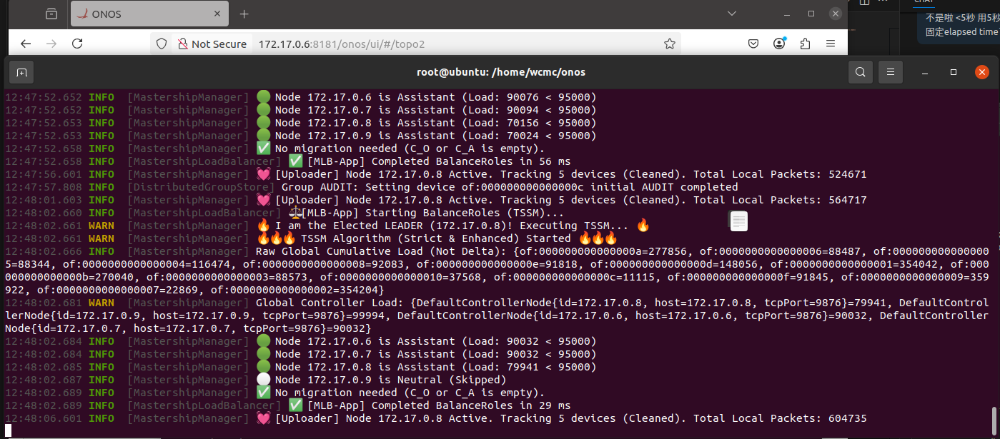 ONOS
CHAT
不是啦 <5秒 用5秒
固定elapsed time
Not Secure 172.17.0.6:8181/onos/ui/#/topo2
root@ubuntu: /home/wcmc/onos
12:47:52.652 INFO [MastershipManager] 🟢 Node 172.17.0.6 is Assistant (Load: 90076 < 95000)
12:47:52.652 INFO [MastershipManager] 🟢 Node 172.17.0.7 is Assistant (Load: 90094 < 95000)
12:47:52.653 INFO [MastershipManager] 🟢 Node 172.17.0.8 is Assistant (Load: 70156 < 95000)
12:47:52.653 INFO [MastershipManager] 🟢 Node 172.17.0.9 is Assistant (Load: 70024 < 95000)
12:47:52.658 INFO [MastershipManager] ✅ No migration needed (C_O or C_A is empty).
12:47:52.658 INFO [MastershipLoadBalancer] ✅ [MLB-App] Completed BalanceRoles in 56 ms
12:47:56.601 INFO [MastershipManager] 💓 [Uploader] Node 172.17.0.8 Active. Tracking 5 devices (Cleaned). Total Local Packets: 524671
12:47:57.808 INFO [DistributedGroupStore] Group AUDIT: Setting device of:000000000000000c initial AUDIT completed
12:48:01.603 INFO [MastershipManager] 💓 [Uploader] Node 172.17.0.8 Active. Tracking 5 devices (Cleaned). Total Local Packets: 564717
12:48:02.660 INFO [MastershipLoadBalancer] ⚖️[MLB-App] Starting BalanceRoles (TSSM)...
12:48:02.661 WARN [MastershipManager] 🔥 I am the Elected LEADER (172.17.0.8)! Executing TSSM... 🔥
12:48:02.661 WARN [MastershipManager] 🔥🔥🔥 TSSM Algorithm (Strict & Enhanced) Started 🔥🔥🔥
12:48:02.666 INFO [MastershipManager] Raw Global Cumulative Load (Not Delta): {of:000000000000000a=277856, of:0000000000000006=88487, of:000000000000000
5=88344, of:0000000000000004=116474, of:0000000000000008=92083, of:000000000000000e=91818, of:000000000000000d=148056, of:0000000000000001=354042, of:000
000000000000b=270040, of:0000000000000003=88573, of:0000000000000010=37568, of:000000000000000c=11115, of:000000000000000f=91845, of:0000000000000009=359
922, of:0000000000000007=22869, of:0000000000000002=354204}
12:48:02.681 WARN [MastershipManager] Global Controller Load: {DefaultControllerNode{id=172.17.0.8, host=172.17.0.8, tcpPort=9876}=79941, DefaultControl
lerNode{id=172.17.0.9, host=172.17.0.9, tcpPort=9876}=99994, DefaultControllerNode{id=172.17.0.6, host=172.17.0.6, tcpPort=9876}=90032, DefaultController
Node{id=172.17.0.7, host=172.17.0.7, tcpPort=9876}=90032}
12:48:02.684 INFO [MastershipManager] 🟢 Node 172.17.0.6 is Assistant (Load: 90032 < 95000)
12:48:02.684 INFO [MastershipManager] 🟢 Node 172.17.0.7 is Assistant (Load: 90032 < 95000)
12:48:02.685 INFO [MastershipManager] 🟢 Node 172.17.0.8 is Assistant (Load: 79941 < 95000)
12:48:02.687 INFO [MastershipManager] ⚪ Node 172.17.0.9 is Neutral (Skipped)
12:48:02.689 INFO [MastershipManager] ✅ No migration needed (C_O or C_A is empty).
12:48:02.689 INFO [MastershipLoadBalancer] ✅ [MLB-App] Completed BalanceRoles in 29 ms
12:48:06.601 INFO [MastershipManager] 💓 [Uploader] Node 172.17.0.8 Active. Tracking 5 devices (Cleaned). Total Local Packets: 604735